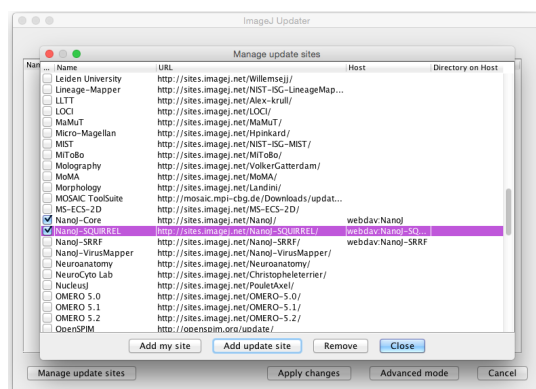 ImageJ Updater
Manage update sites
Nan
... Name URL Host Directory on Host
Leiden University http://sites.imagej.net/Willemsejj/
Lineage-Mapper http://sites.imagej.net/NIST-ISG-LineageMap...
LLTT http://sites.imagej.net/Alex-krull/
LOCI http://sites.imagej.net/LOCI/
MaMuT http://sites.imagej.net/MaMuT/
Micro-Magellan http://sites.imagej.net/Hpinkard/
MIST http://sites.imagej.net/NIST-ISG-MIST/
MiToBo http://sites.imagej.net/MiToBo/
Molography http://sites.imagej.net/VolkerGatterdam/
MoMA http://sites.imagej.net/MoMA/
Morphology http://sites.imagej.net/Landini/
MOSAIC ToolSuite http://mosaic.mpi-cbg.de/Downloads/updat...
MS-ECS-2D http://sites.imagej.net/MS-ECS-2D/
NanoJ-Core http://sites.imagej.net/NanoJ/ webdav:NanoJ
NanoJ-SQUIRREL http://sites.imagej.net/NanoJ-SQUIRREL/ webdav:NanoJ-SQ...
NanoJ-SRRF http://sites.imagej.net/NanoJ-SRRF/ webdav:NanoJ-SRRF
NanoJ-VirusMapper http://sites.imagej.net/NanoJ-VirusMapper/
Neuroanatomy http://sites.imagej.net/Neuroanatomy/
NeuroCyto Lab http://sites.imagej.net/Christopheleterrier/
NucleusJ http://sites.imagej.net/PouletAxel/
OMERO 5.0 http://sites.imagej.net/OMERO-5.0/
OMERO 5.1 http://sites.imagej.net/OMERO-5.1/
OMERO 5.2 http://sites.imagej.net/OMERO-5.2/
OpenSPIM http://openspim.org/update/
Add my site Add update site Remove Close
Manage update sites Apply changes Advanced mode Cancel